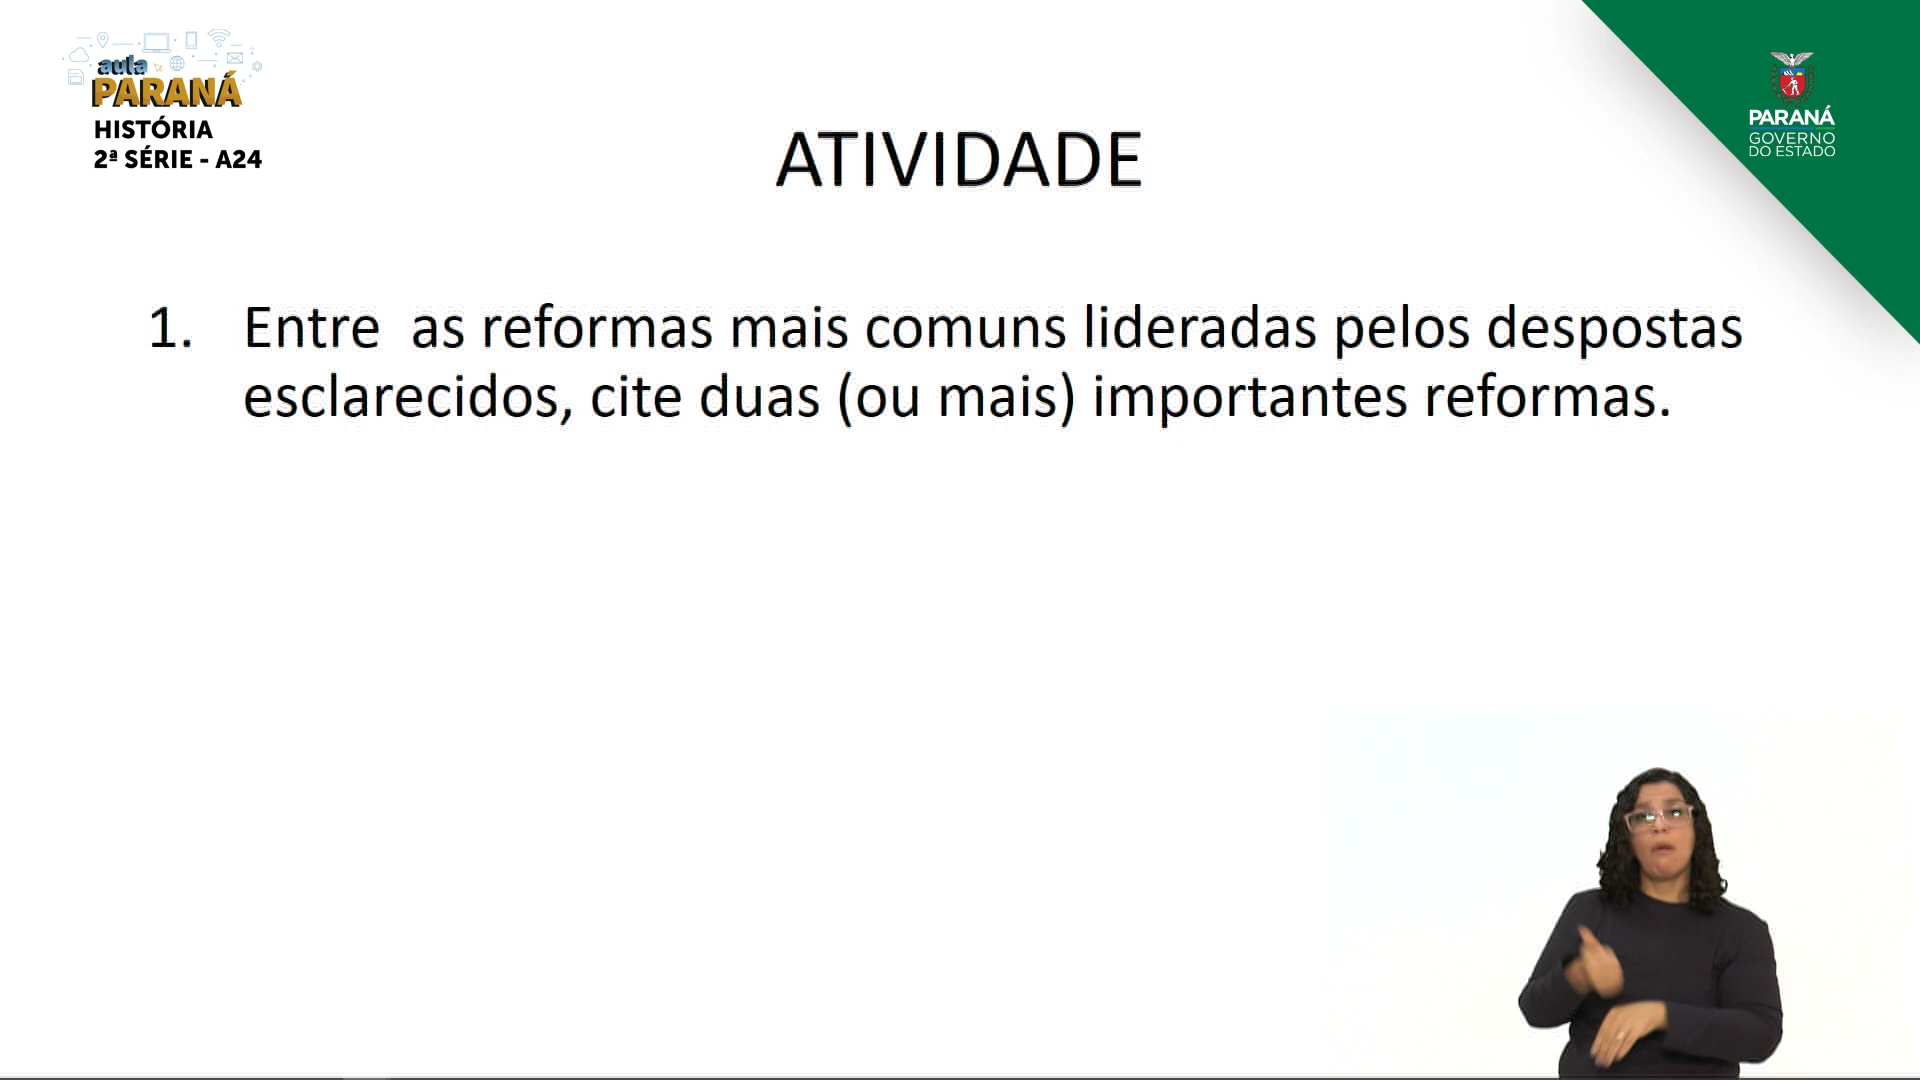 aula
PARANÁ
HISTÓRIA
2ª SÉRIE - A24
PARANÁ
GOVERNO
DO ESTADO
ATIVIDADE
1. Entre as reformas mais comuns lideradas pelos despostas
esclarecidos, cite duas (ou mais) importantes reformas.